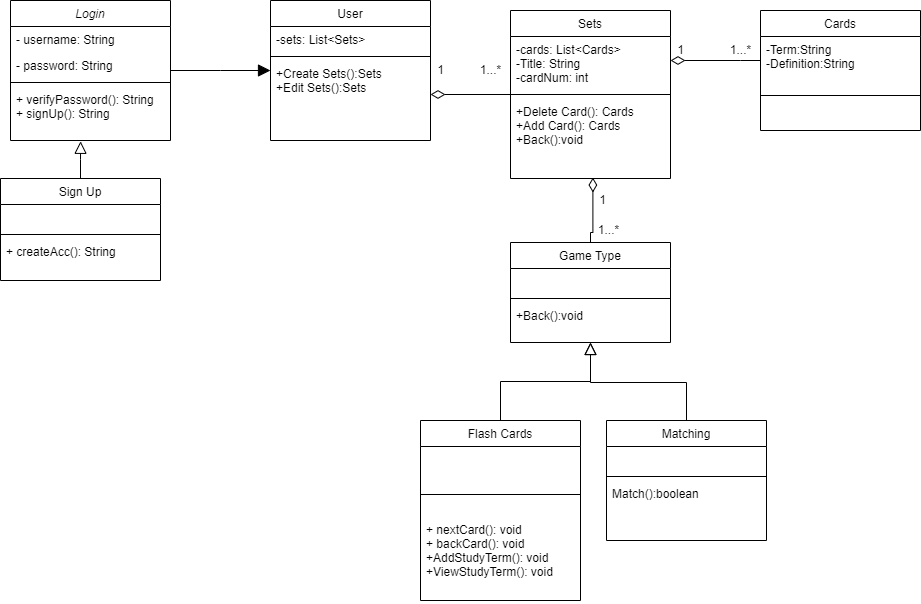 Login
- username: String
- password: String
+ verifyPassword(): String
+ signUp(): String
Sign Up
+ createAcc(): String
User
-sets: List<Sets>
+Create Sets():Sets
+Edit Sets():Sets
1
1...*
Sets
-cards: List<Cards>
-Title: String
-cardNum: int
+Delete Card(): Cards
+Add Card(): Cards
+Back():void
1
1...*
Cards
-Term:String
-Definition:String
1
1...*
Game Type
+Back():void
Flash Cards
+ nextCard(): void
+ backCard(): void
+AddStudyTerm(): void
+ViewStudyTerm(): void
Matching
Match():boolean